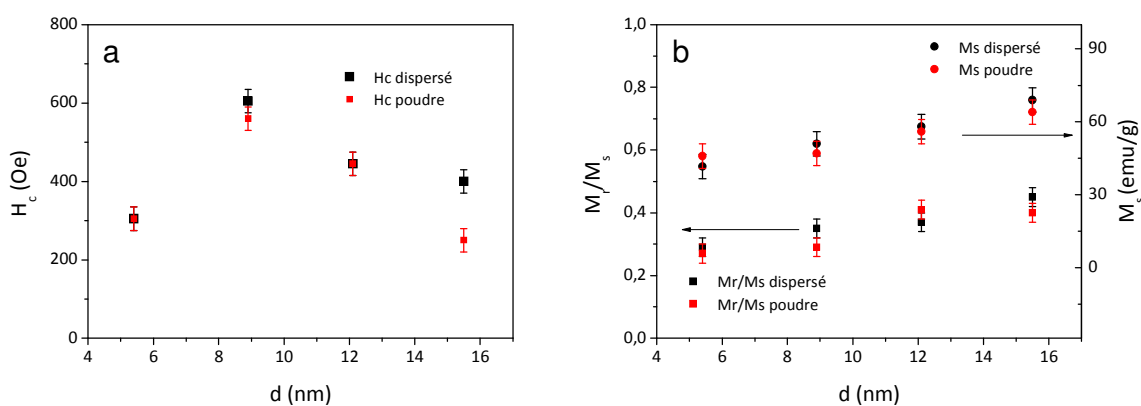 a
800
600
400
200
0
H_c (Oe)
Hc dispersé
Hc poudre
4 6 8 10 12 14 16
d (nm)
b
1,0
0,8
0,6
0,4
0,2
0,0
M_r/M_s
Ms dispersé
Ms poudre
Mr/Ms dispersé
Mr/Ms poudre
90
60
30
0
M_s (emu/g)
4 6 8 10 12 14 16
d (nm)